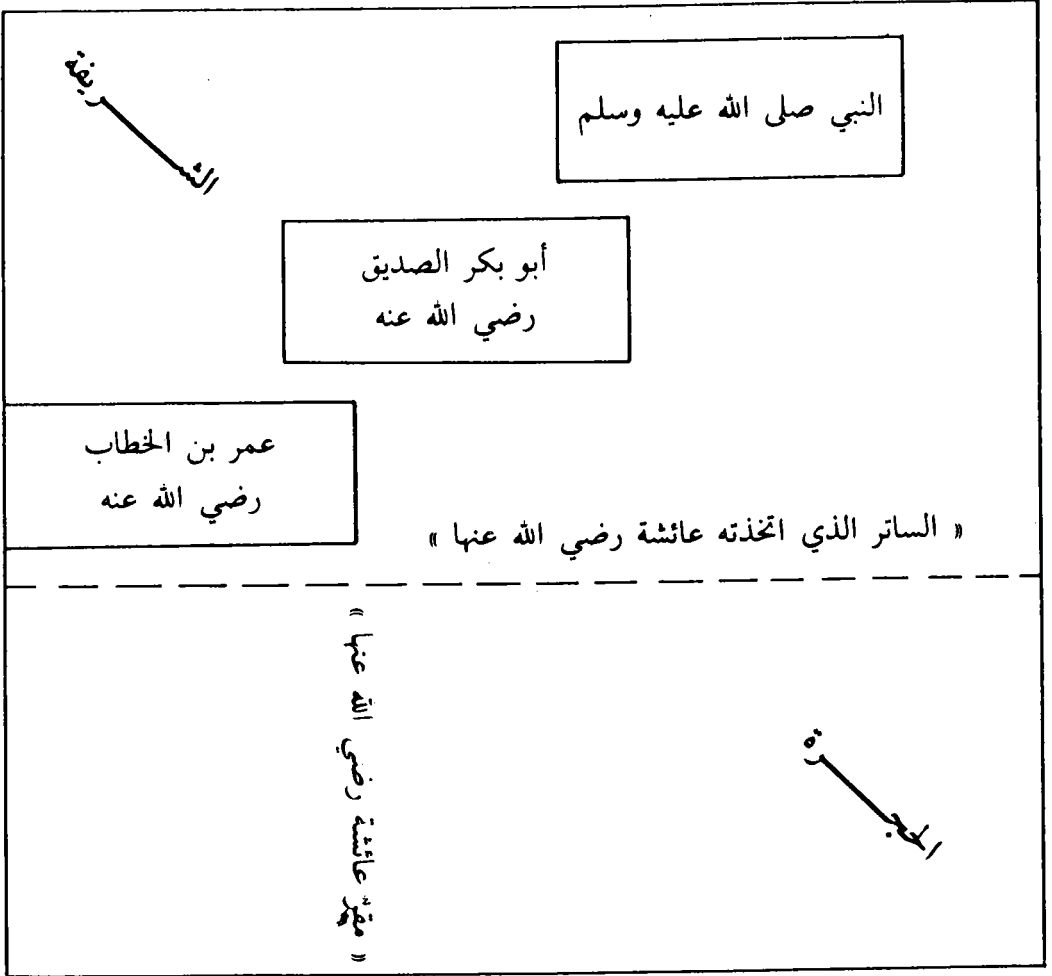 النبي صلى الله عليه وسلم
الشريفة
أبو بكر الصديق
رضي الله عنه
عمر بن الخطاب
رضي الله عنه
« الساتر الذي اتخذته عائشة رضي الله عنها »
« مقرّ عائشة رضي الله عنها »
الحجرة